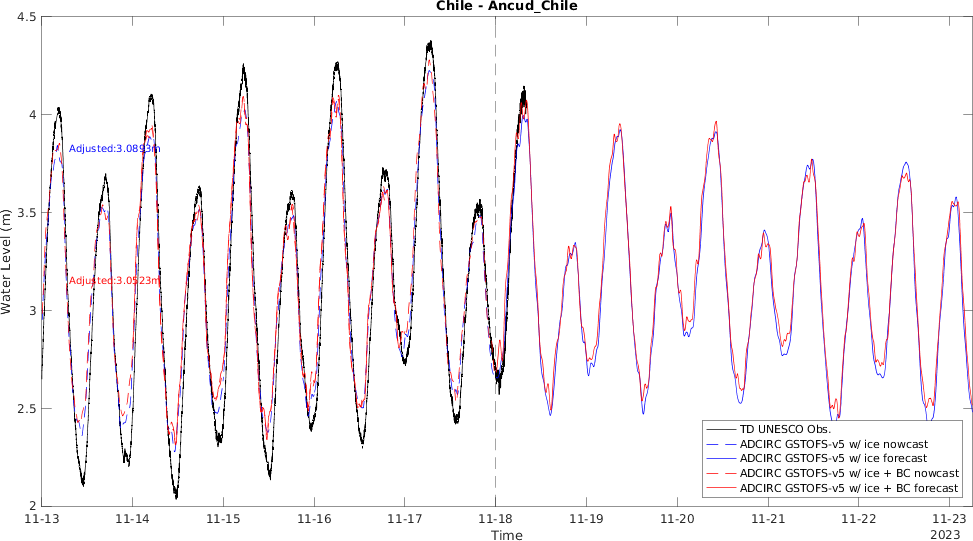 Chile - Ancud_Chile
4.5
4
3.5
3
2.5
2
Water Level (m)
Adjusted:3.0893m
Adjusted:3.0523m
TD UNESCO Obs.
ADCIRC GSTOFS-v5 w/ ice nowcast
ADCIRC GSTOFS-v5 w/ ice forecast
ADCIRC GSTOFS-v5 w/ ice + BC nowcast
ADCIRC GSTOFS-v5 w/ ice + BC forecast
11-13 11-14 11-15 11-16 11-17 11-18 11-19 11-20 11-21 11-22 11-23
Time
2023